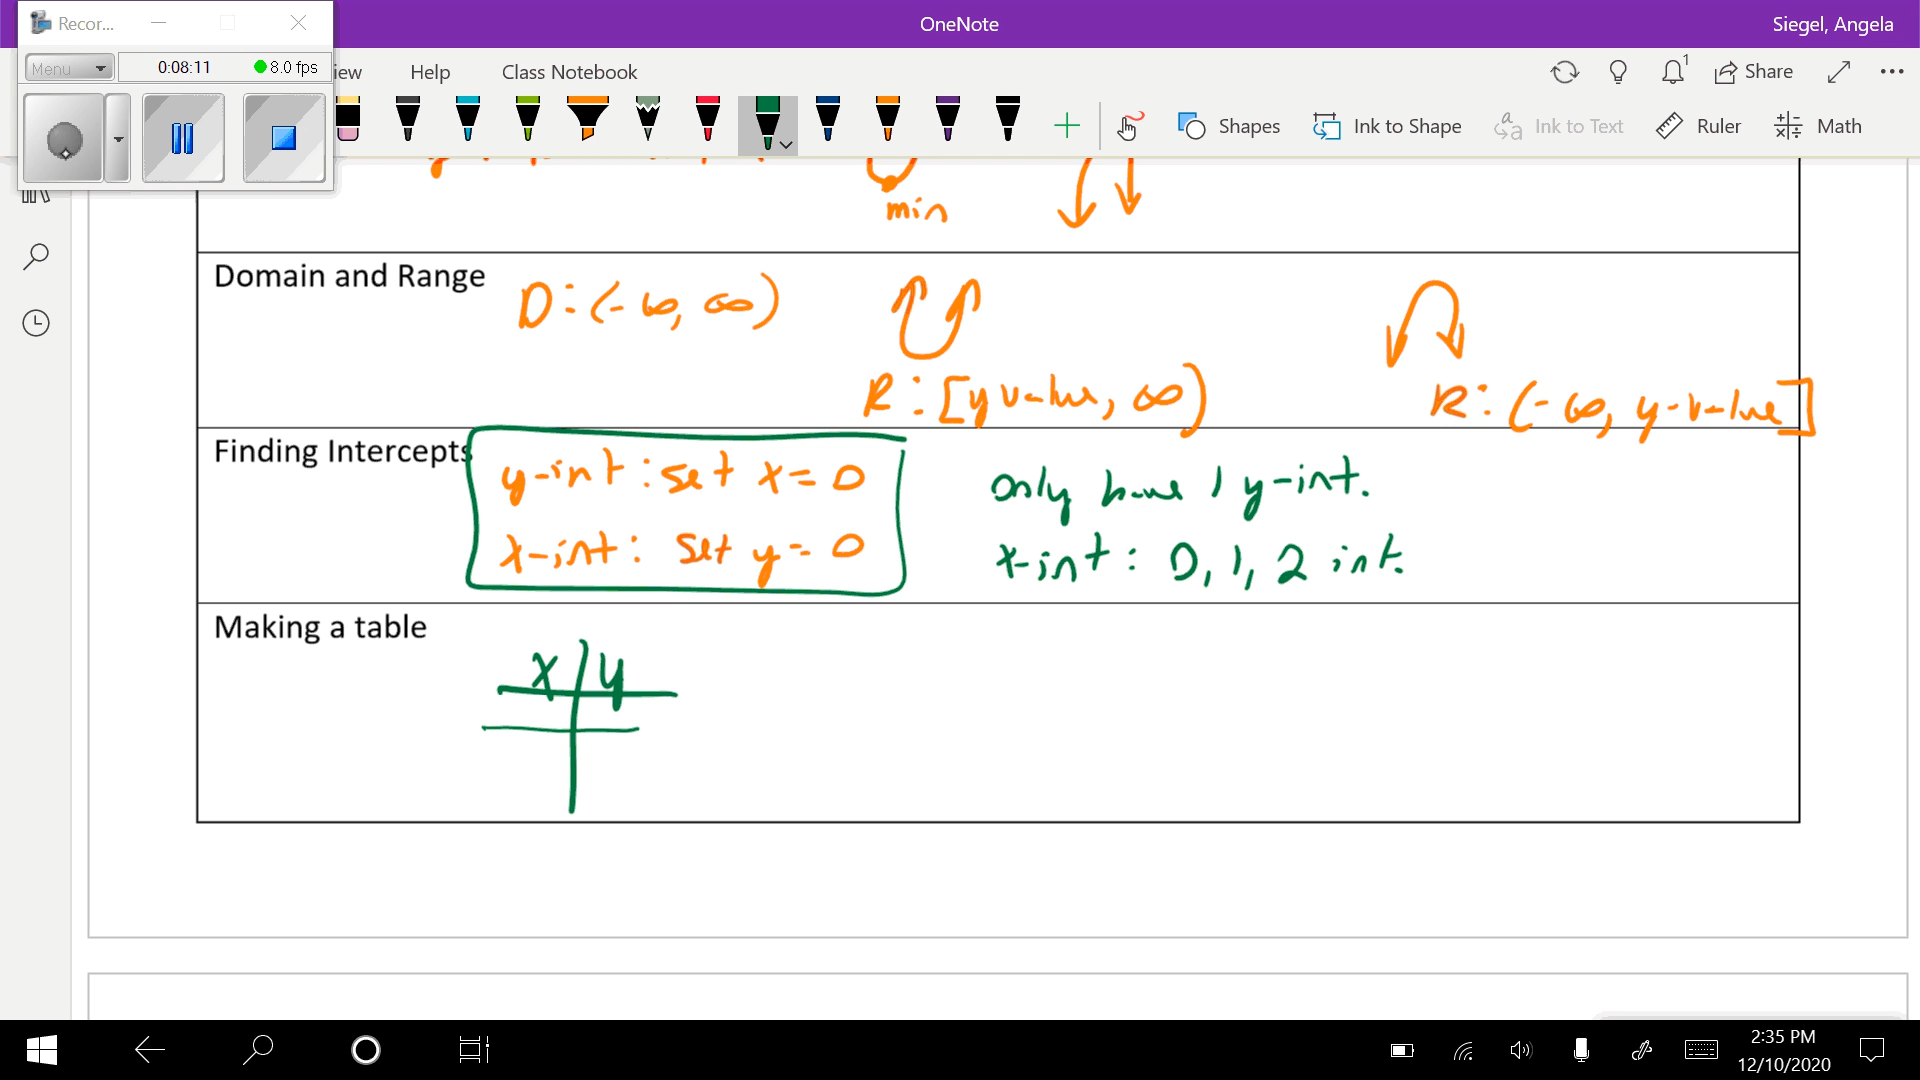 Recor...
OneNote
Siegel, Angela
Menu
0:08:11
8.0 fps
iew
Help
Class Notebook
1
Share
Shapes
Ink to Shape
Ink to Text
Ruler
Math
min
Domain and Range
D: (-∞, ∞)
R: [y value, ∞)
R: (-∞, y-value]
Finding Intercepts
y-int: set x = 0
x-int: set y = 0
only have 1 y-int.
x-int: 0, 1, 2 int.
Making a table
x y
2:35 PM
12/10/2020